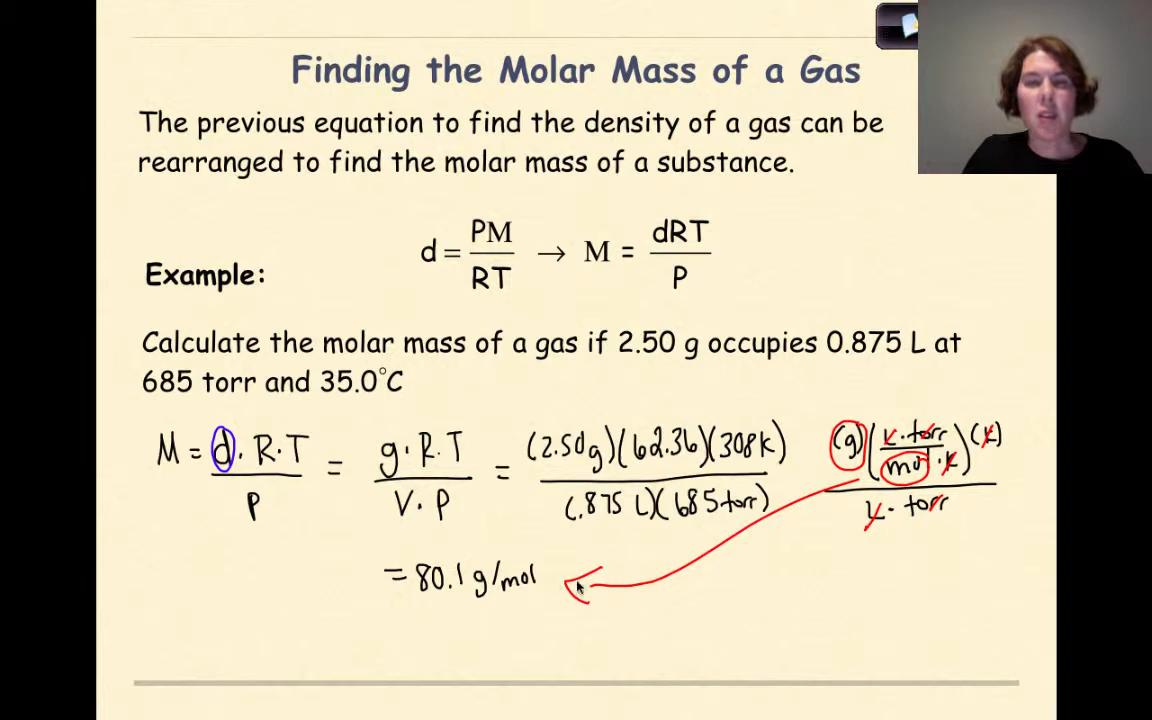 Finding the Molar Mass of a Gas
The previous equation to find the density of a gas can be
rearranged to find the molar mass of a substance.
d = PM/RT → M = dRT/P
Example:
Calculate the molar mass of a gas if 2.50 g occupies 0.875 L at
685 torr and 35.0°C
M = d·R·T/P = g·R·T/V·P = (2.50g)(62.36)(308K)/(.875 L)(685torr) (g)(L·torr/mol·K)(K)/L·torr
= 80.1 g/mol